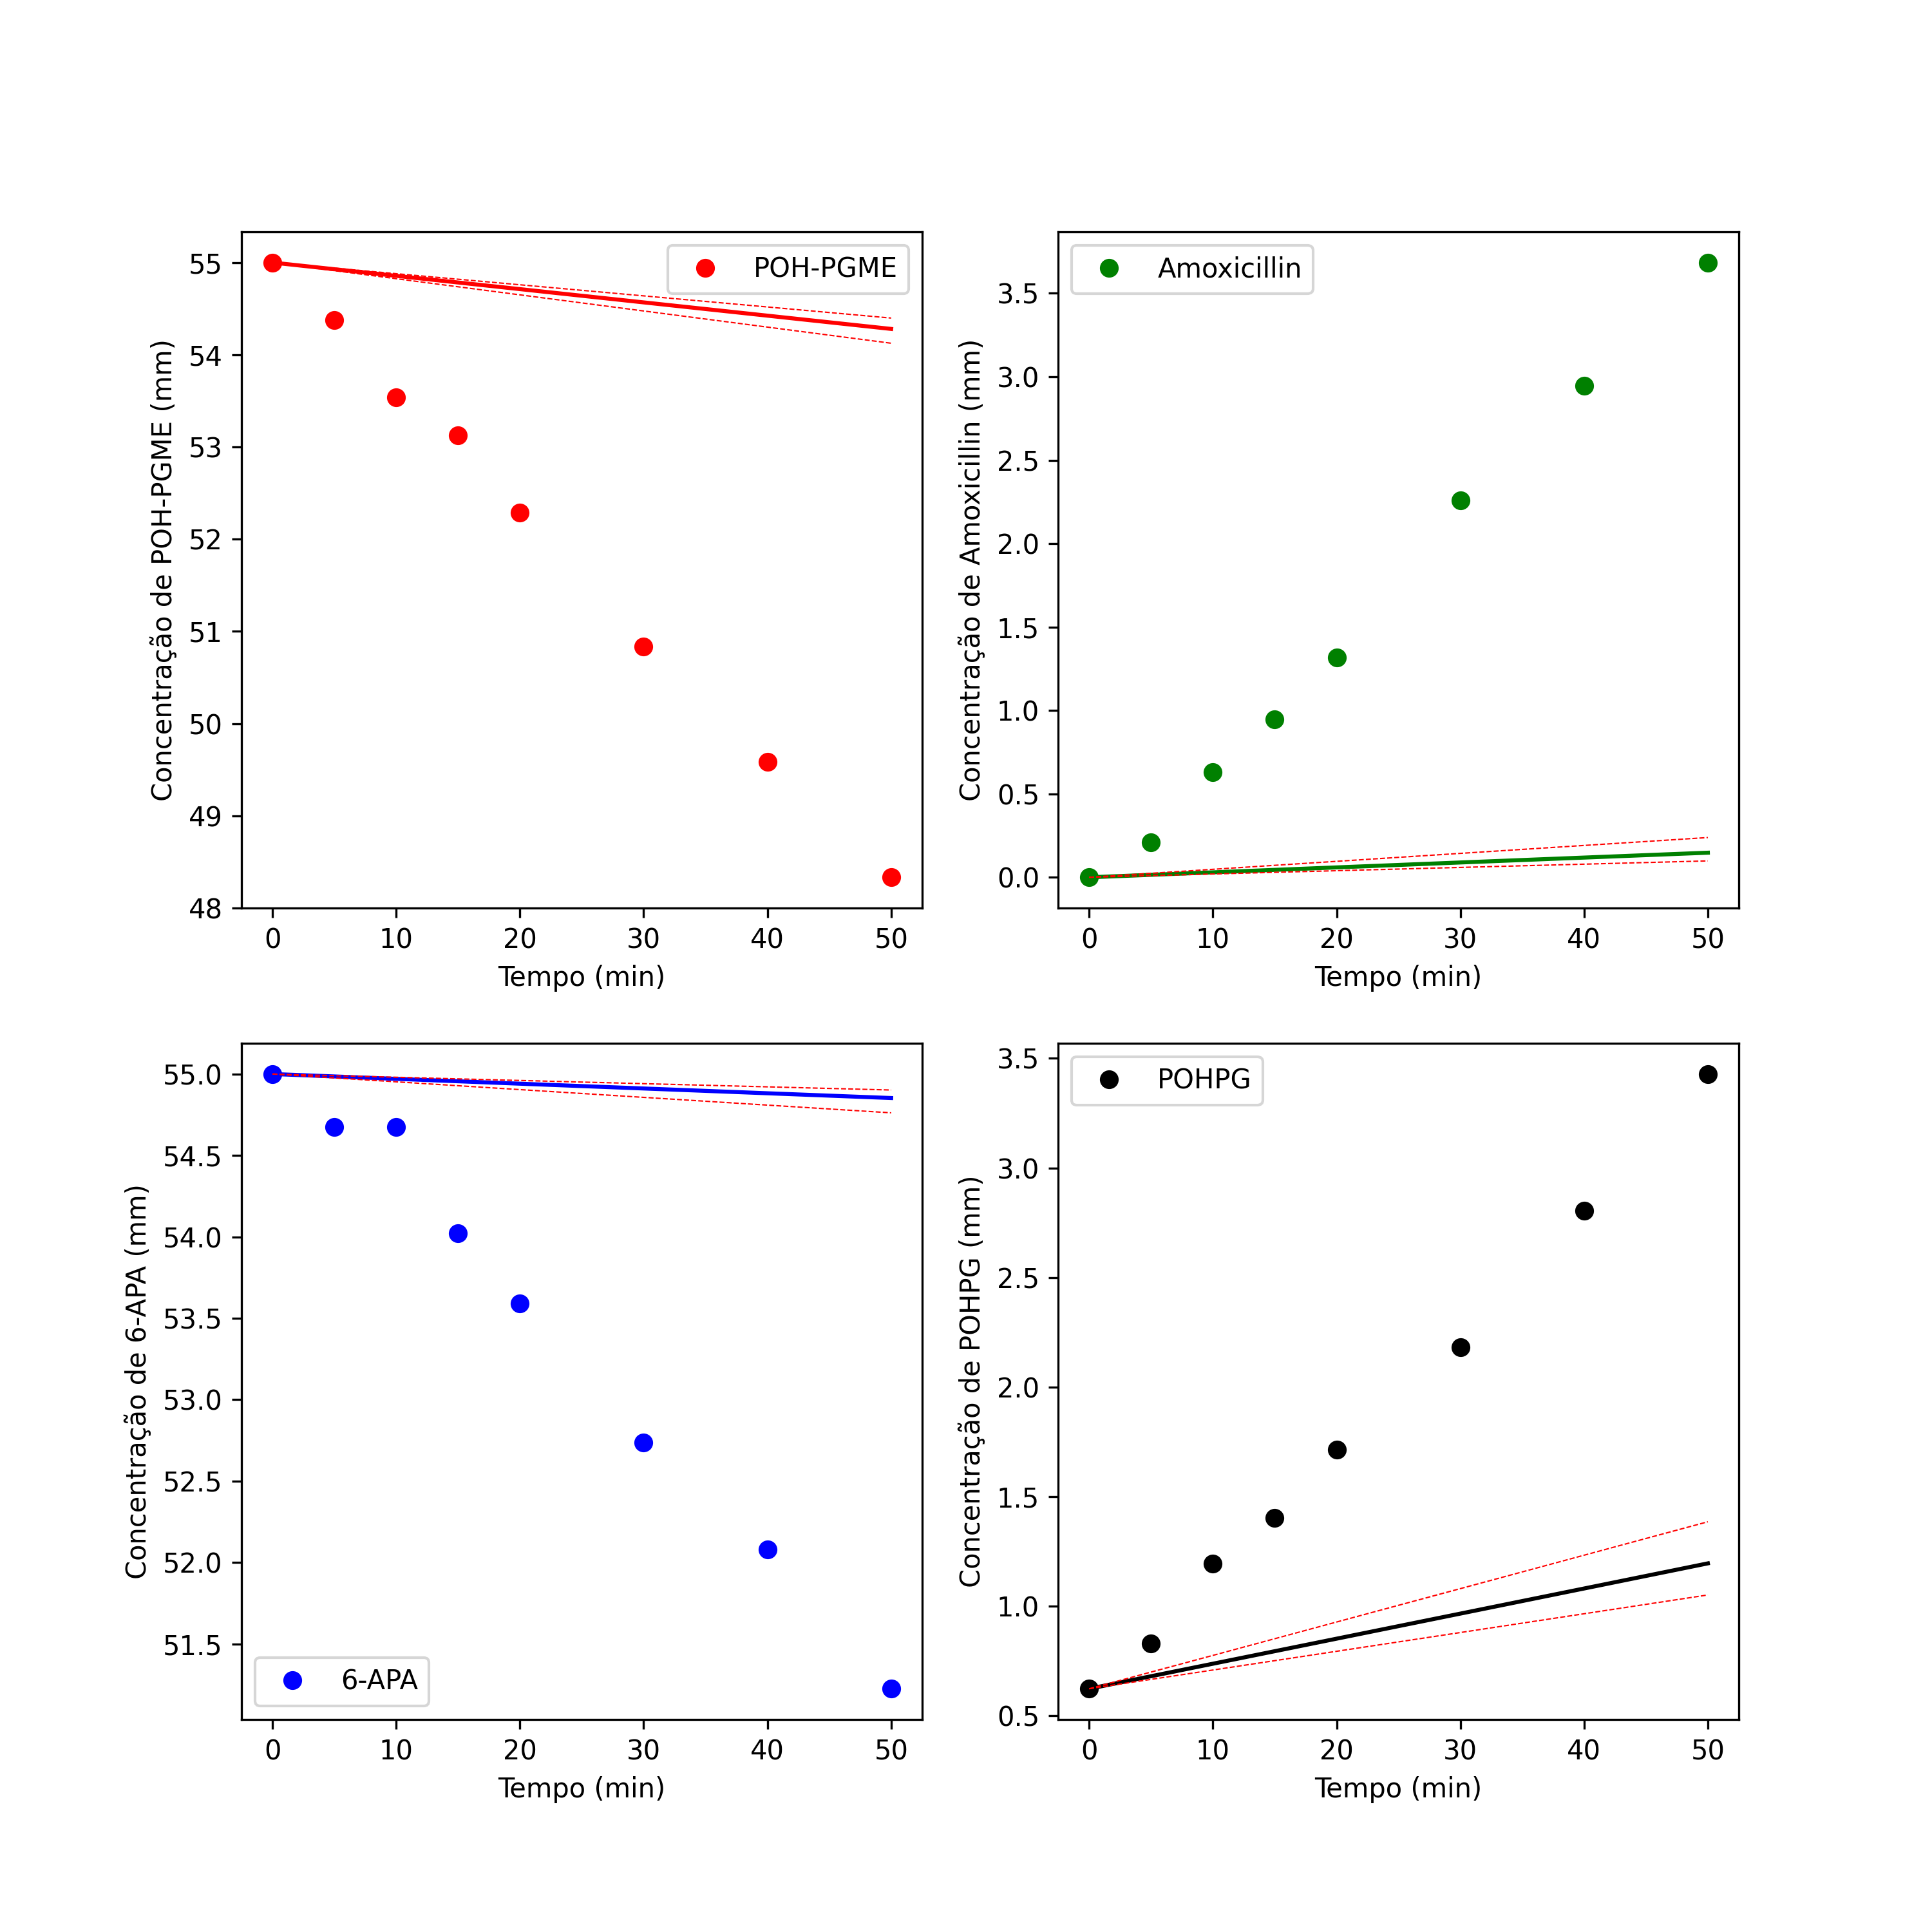 POH-PGME
Concentração de POH-PGME (mm)
55
54
53
52
51
50
49
48
0 10 20 30 40 50
Tempo (min)
Amoxicillin
Concentração de Amoxicillin (mm)
3.5
3.0
2.5
2.0
1.5
1.0
0.5
0.0
0 10 20 30 40 50
Tempo (min)
6-APA
Concentração de 6-APA (mm)
55.0
54.5
54.0
53.5
53.0
52.5
52.0
51.5
0 10 20 30 40 50
Tempo (min)
POHPG
Concentração de POHPG (mm)
3.5
3.0
2.5
2.0
1.5
1.0
0.5
0 10 20 30 40 50
Tempo (min)